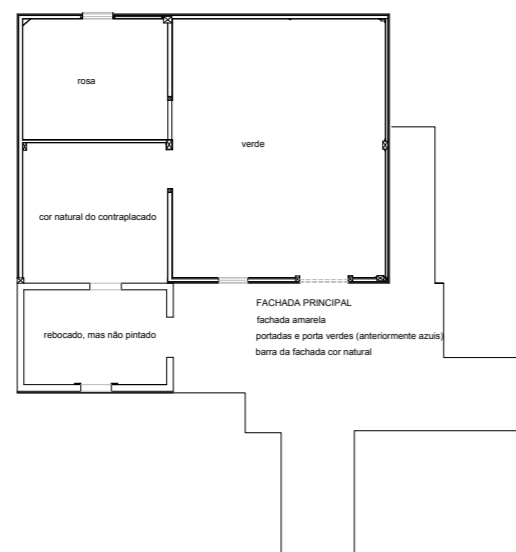 rosa
verde
cor natural do contraplacado
rebocado, mas não pintado
FACHADA PRINCIPAL
fachada amarela
portadas e porta verdes (anteriormente azuis)
barra da fachada cor natural